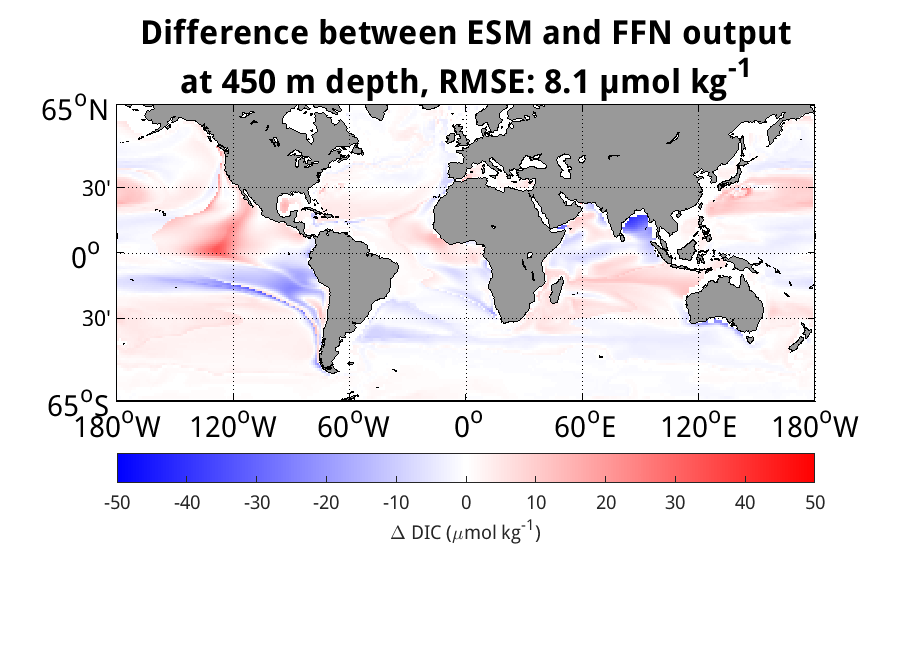 Difference between ESM and FFN output
at 450 m depth, RMSE: 8.1 μmol kg-1
65oN
30'
0o
30'
65oS
180oW 120oW 60oW 0o 60oE 120oE 180oW
-50 -40 -30 -20 -10 0 10 20 30 40 50
Δ DIC (μmol kg-1)